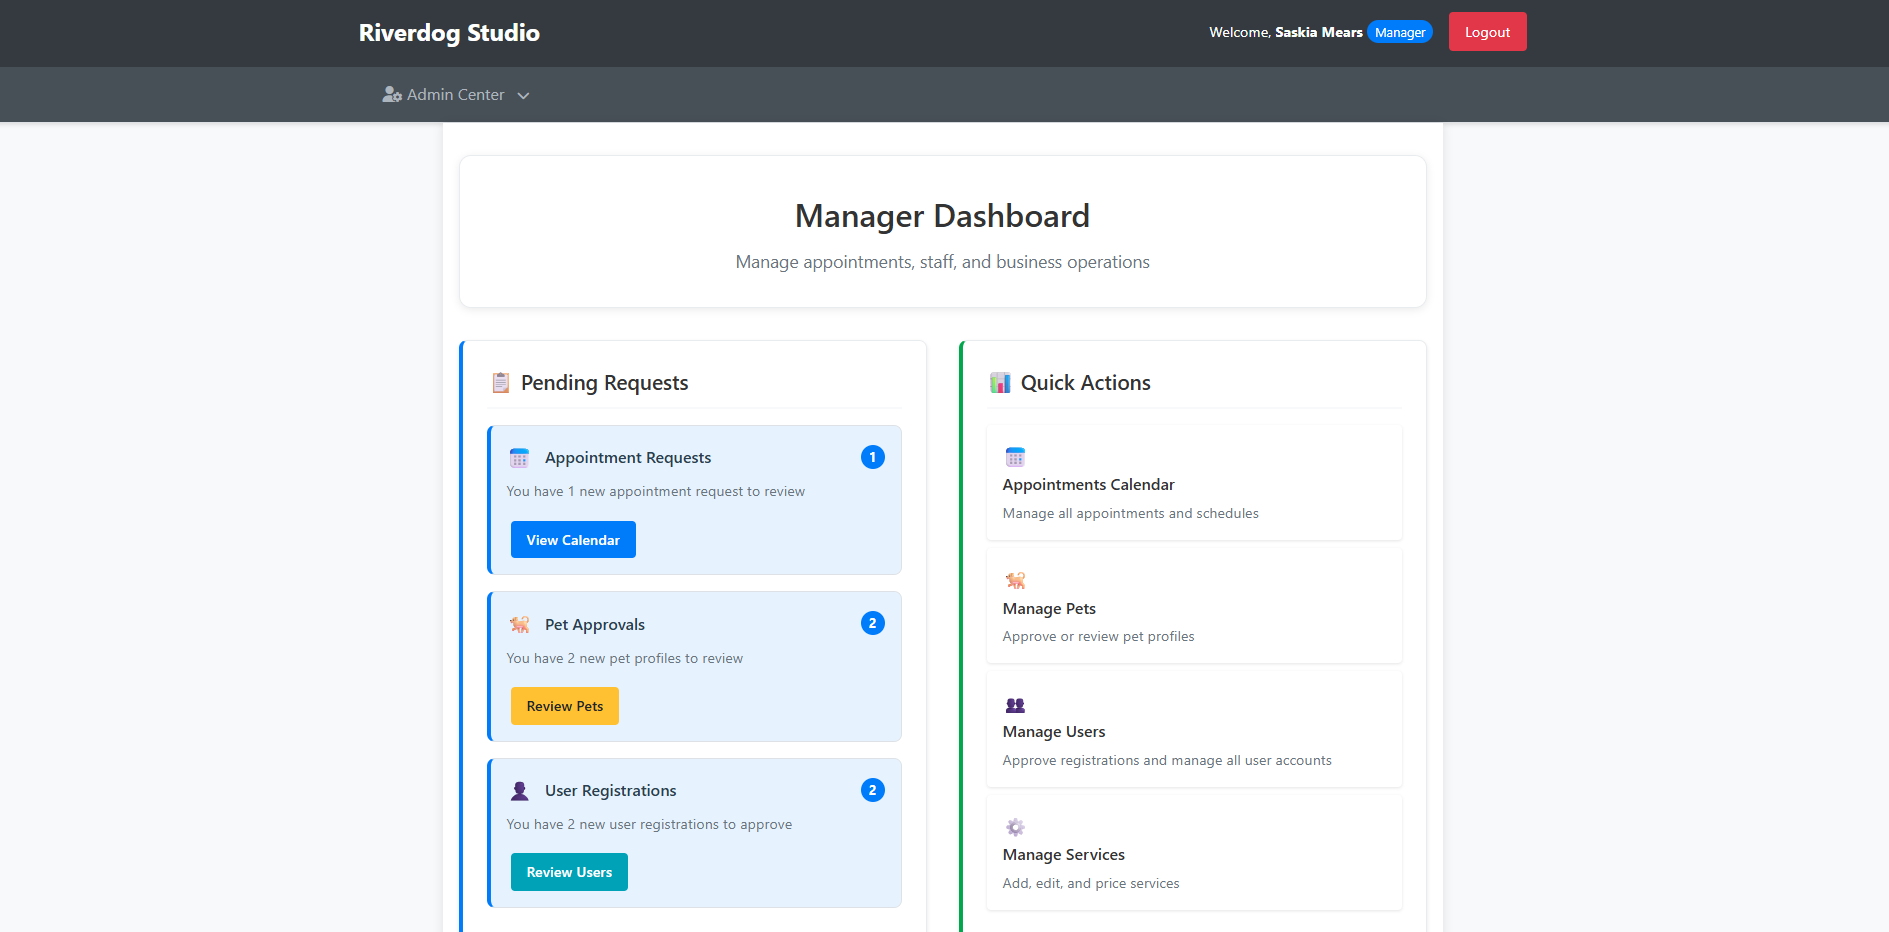 Riverdog Studio
Welcome, Saskia Mears Manager
Logout
Admin Center
Manager Dashboard
Manage appointments, staff, and business operations
Pending Requests
Appointment Requests
1
You have 1 new appointment request to review
View Calendar
Pet Approvals
2
You have 2 new pet profiles to review
Review Pets
User Registrations
2
You have 2 new user registrations to approve
Review Users
Quick Actions
Appointments Calendar
Manage all appointments and schedules
Manage Pets
Approve or review pet profiles
Manage Users
Approve registrations and manage all user accounts
Manage Services
Add, edit, and price services